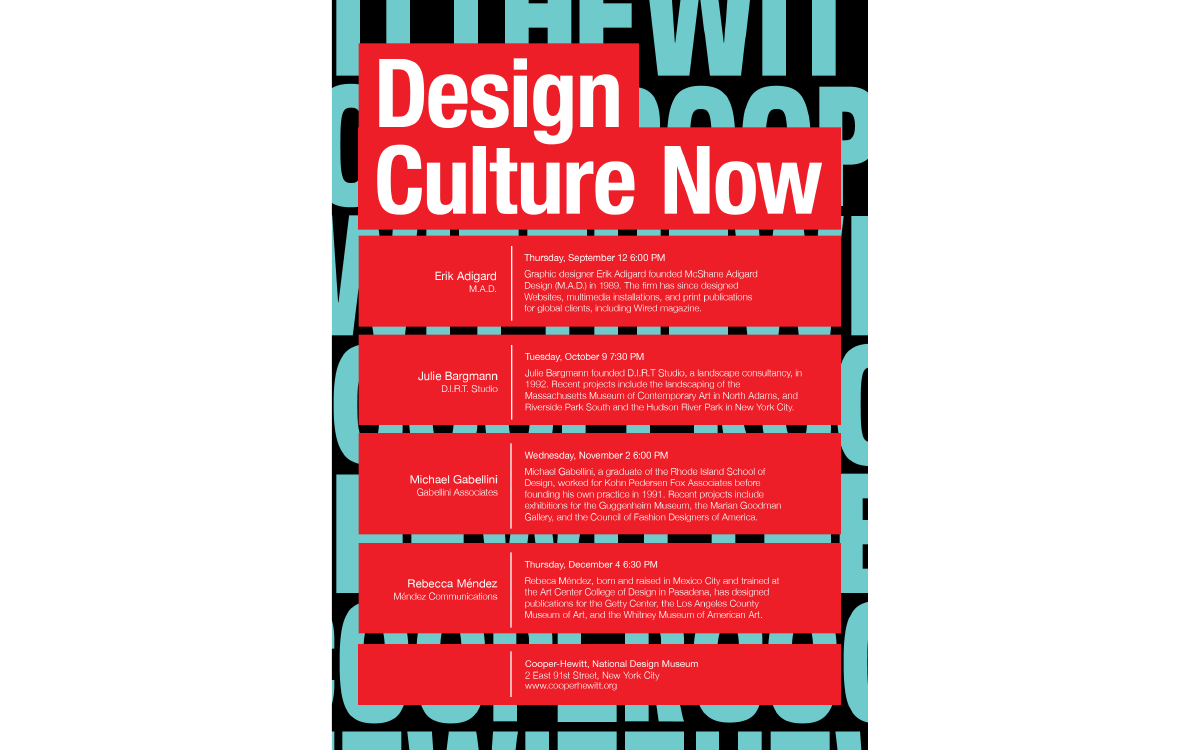 IT THEWIT
Design
Culture Now
Thursday, September 12 6:00 PM
Erik Adigard
M.A.D.
Graphic designer Erik Adigard founded McShane Adigard
Design (M.A.D.) in 1989. The firm has since designed
Websites, multimedia installations, and print publications
for global clients, including Wired magazine.
Tuesday, October 9 7:30 PM
Julie Bargmann
D.I.R.T. Studio
Julie Bargmann founded D.I.R.T Studio, a landscape consultancy, in
1992. Recent projects include the landscaping of the
Massachusetts Museum of Contemporary Art in North Adams, and
Riverside Park South and the Hudson River Park in New York City.
Wednesday, November 2 6:00 PM
Michael Gabellini
Gabellini Associates
Michael Gabellini, a graduate of the Rhode Island School of
Design, worked for Kohn Pedersen Fox Associates before
founding his own practice in 1991. Recent projects include
exhibitions for the Guggenheim Museum, the Marian Goodman
Gallery, and the Council of Fashion Designers of America.
Thursday, December 4 6:30 PM
Rebecca Méndez
Méndez Communications
Rebeca Méndez, born and raised in Mexico City and trained at
the Art Center College of Design in Pasadena, has designed
publications for the Getty Center, the Los Angeles County
Museum of Art, and the Whitney Museum of American Art.
Cooper-Hewitt, National Design Museum
2 East 91st Street, New York City
www.cooperhewitt.org